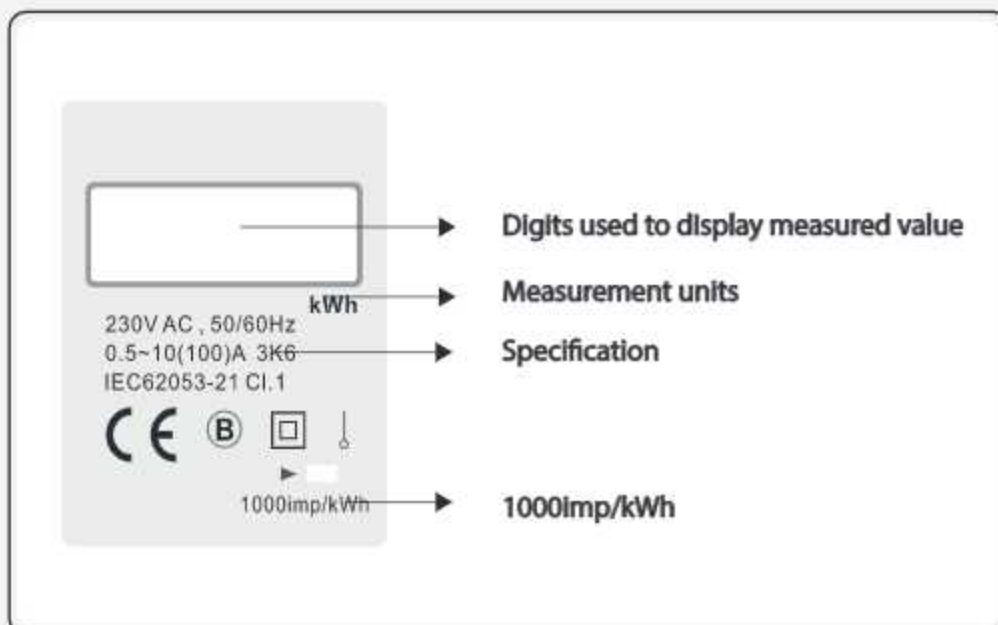 Digits used to display measured value
kWh
Measurement units
230V AC , 50/60Hz
0.5~10(100)A 3K6
Specification
IEC62053-21 Cl.1
CE B
1000imp/kWh
1000imp/kWh